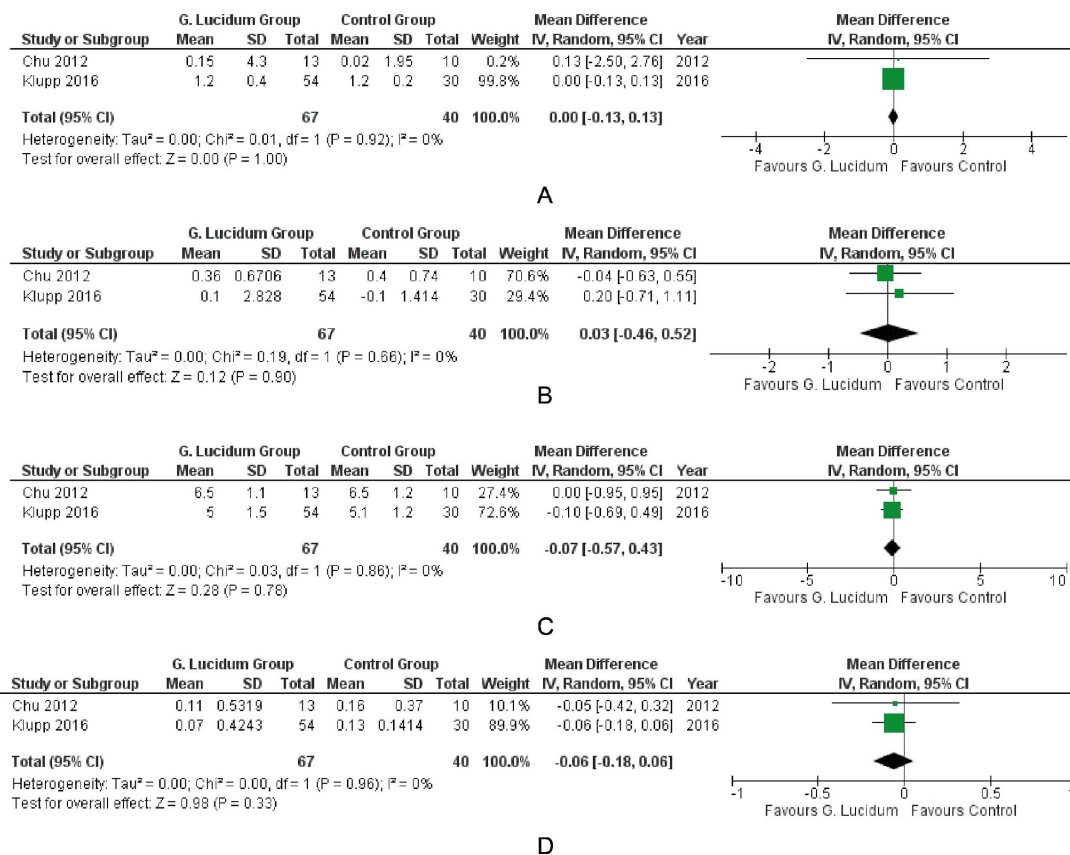 G. Lucidum Group Control Group Mean Difference Mean Difference
Study or Subgroup Mean SD Total Mean SD Total Weight IV, Random, 95% CI Year IV, Random, 95% CI
Chu 2012 0.15 4.3 13 0.02 1.95 10 0.2% 0.13 [-2.50, 2.76] 2012
Klupp 2016 1.2 0.4 54 1.2 0.2 30 99.8% 0.00 [-0.13, 0.13] 2016
Total (95% CI) 67 40 100.0% 0.00 [-0.13, 0.13]
Heterogeneity: Tau² = 0.00; Chi² = 0.01, df = 1 (P = 0.92); I² = 0%
Test for overall effect: Z = 0.00 (P = 1.00)
-4 -2 0 2 4
Favours G. Lucidum Favours Control
A
G. Lucidum Group Control Group Mean Difference Mean Difference
Study or Subgroup Mean SD Total Mean SD Total Weight IV, Random, 95% CI IV, Random, 95% CI
Chu 2012 0.36 0.6706 13 0.4 0.74 10 70.6% -0.04 [-0.63, 0.55]
Klupp 2016 0.1 2.828 54 -0.1 1.414 30 29.4% 0.20 [-0.71, 1.11]
Total (95% CI) 67 40 100.0% 0.03 [-0.46, 0.52]
Heterogeneity: Tau² = 0.00; Chi² = 0.19, df = 1 (P = 0.66); I² = 0%
Test for overall effect: Z = 0.12 (P = 0.90)
-2 -1 0 1 2
Favours G. Lucidum Favours Control
B
G. Lucidum Group Control Group Mean Difference Mean Difference
Study or Subgroup Mean SD Total Mean SD Total Weight IV, Random, 95% CI Year IV, Random, 95% CI
Chu 2012 6.5 1.1 13 6.5 1.2 10 27.4% 0.00 [-0.95, 0.95] 2012
Klupp 2016 5 1.5 54 5.1 1.2 30 72.6% -0.10 [-0.69, 0.49] 2016
Total (95% CI) 67 40 100.0% -0.07 [-0.57, 0.43]
Heterogeneity: Tau² = 0.00; Chi² = 0.03, df = 1 (P = 0.86); I² = 0%
Test for overall effect: Z = 0.28 (P = 0.78)
-10 -5 0 5 10
Favours G. Lucidum Favours Control
C
G. Lucidum Group Control Group Mean Difference Mean Difference
Study or Subgroup Mean SD Total Mean SD Total Weight IV, Random, 95% CI Year IV, Random, 95% CI
Chu 2012 0.11 0.5319 13 0.16 0.37 10 10.1% -0.05 [-0.42, 0.32] 2012
Klupp 2016 0.07 0.4243 54 0.13 0.1414 30 89.9% -0.06 [-0.18, 0.06] 2016
Total (95% CI) 67 40 100.0% -0.06 [-0.18, 0.06]
Heterogeneity: Tau² = 0.00; Chi² = 0.00, df = 1 (P = 0.96); I² = 0%
Test for overall effect: Z = 0.98 (P = 0.33)
-1 -0.5 0 0.5 1
Favours G. Lucidum Favours Control
D